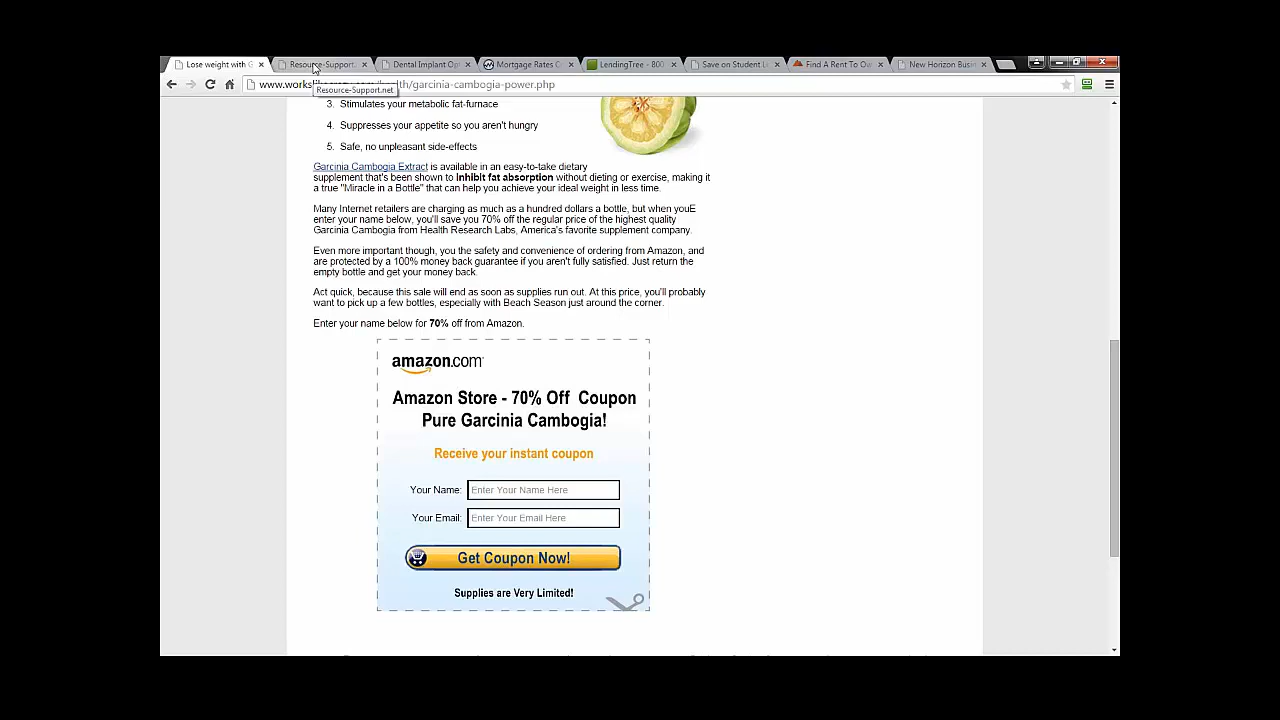 Lose weight with G
Resource-Support.
Dental Implant Op
Mortgage Rates O
LendingTree - 800
Save on Student L
Find A Rent To Ow
New Horizon Busin
/garcinia-cambogia-power.php
Resource-Support.net
3. Stimulates your metabolic fat-furnace
4. Suppresses your appetite so you aren't hungry
5. Safe, no unpleasant side-effects
Garcinia Cambogia Extract is available in an easy-to-take dietary
supplement that's been shown to inhibit fat absorption without dieting or exercise, making it
a true "Miracle in a Bottle" that can help you achieve your ideal weight in less time.
Many Internet retailers are charging as much as a hundred dollars a bottle, but when youE
enter your name below, you'll save you 70% off the regular price of the highest quality
Garcinia Cambogia from Health Research Labs, America's favorite supplement company.
Even more important though, you the safety and convenience of ordering from Amazon, and
are protected by a 100% money back guarantee if you aren't fully satisfied. Just return the
empty bottle and get your money back.
Act quick, because this sale will end as soon as supplies run out. At this price, you'll probably
want to pick up a few bottles, especially with Beach Season just around the corner.
Enter your name below for 70% off from Amazon.
amazon.com
Amazon Store - 70% Off Coupon
Pure Garcinia Cambogia!
Receive your instant coupon
Your Name: Enter Your Name Here
Your Email: Enter Your Email Here
Get Coupon Now!
Supplies are Very Limited!